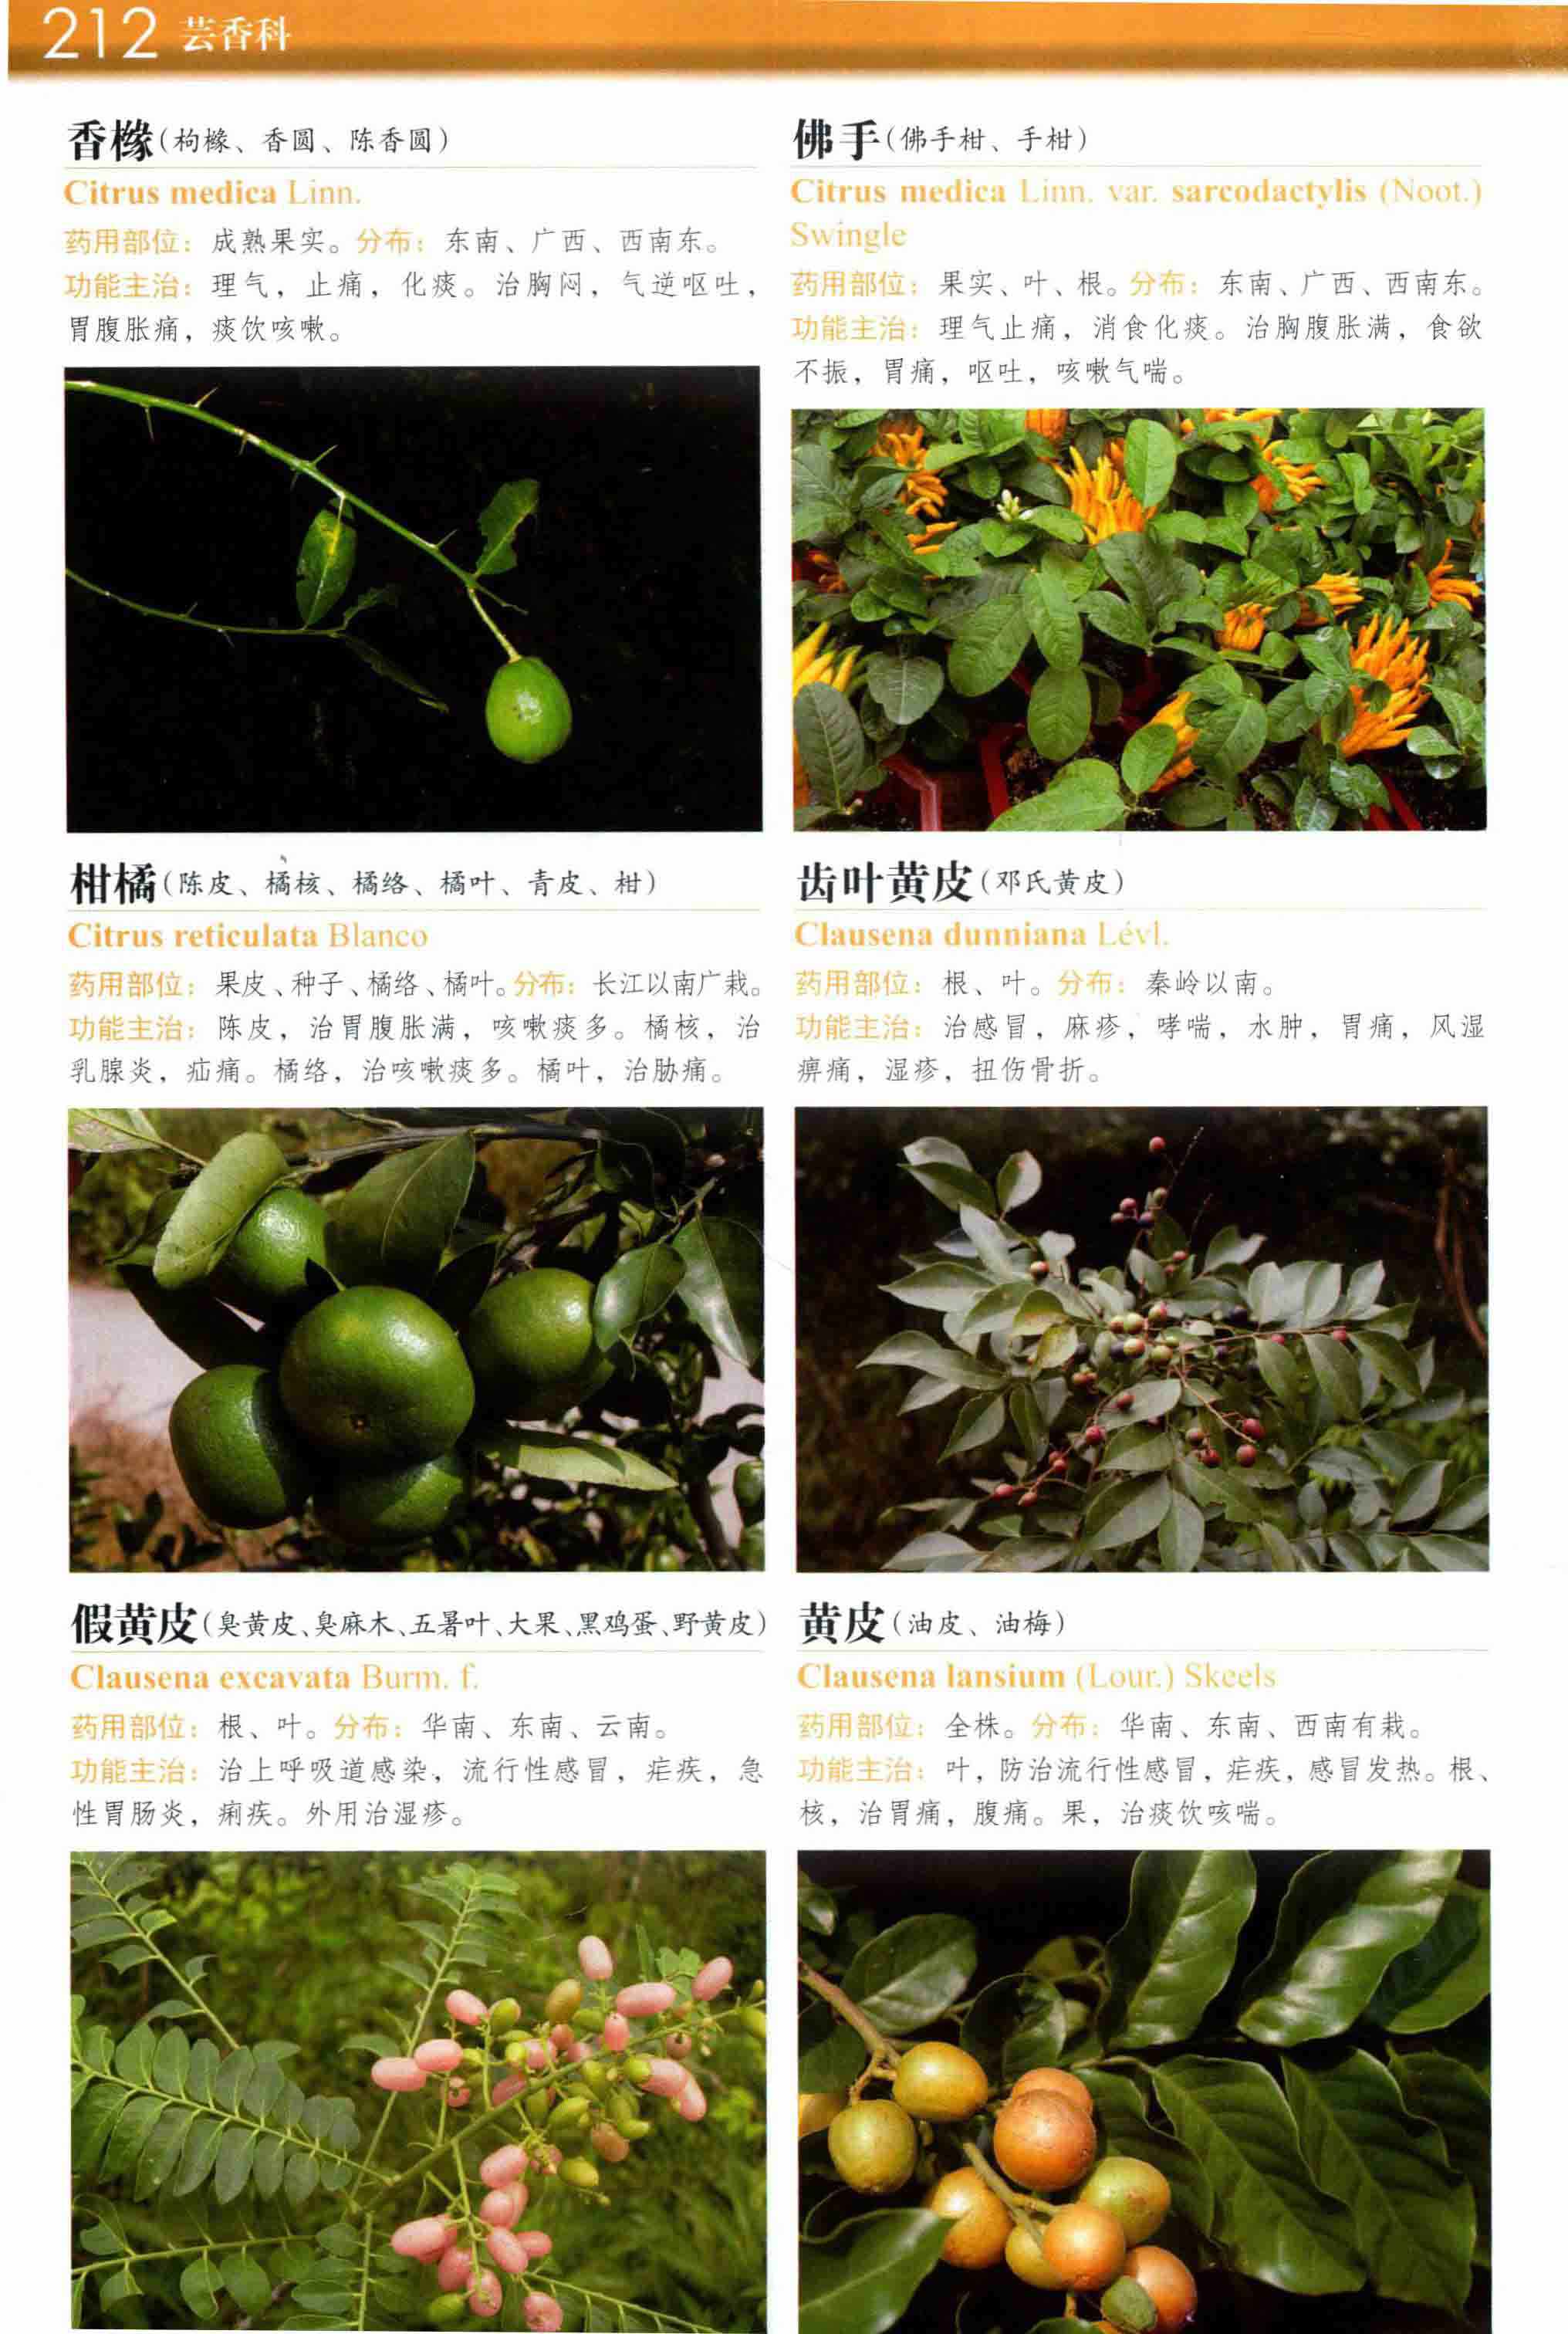 212 芸香科
香橼(枸橼、香圆、陈香圆)
Citrus medica Linn.
药用部位：成熟果实。分布：东南、广西、西南东。
功能主治：理气，止痛，化痰。治胸闷，气逆呕吐，
胃腹胀痛，痰饮咳嗽。
佛手(佛手柑、手柑)
Citrus medica Linn. var. sarcodactylis (Noot.)
Swingle
药用部位：果实、叶、根。分布：东南、广西、西南东。
功能主治：理气止痛，消食化痰。治胸腹胀满，食欲
不振，胃痛，呕吐，咳嗽气喘。
柑橘(陈皮、橘核、橘络、橘叶、青皮、柑)
Citrus reticulata Blanco
药用部位：果皮、种子、橘络、橘叶。分布：长江以南广栽。
功能主治：陈皮，治胃腹胀满，咳嗽痰多。橘核，治
乳腺炎，疝痛。橘络，治咳嗽痰多。橘叶，治胁痛。
齿叶黄皮(邓氏黄皮)
Clausena dunniana Lévl.
药用部位：根、叶。分布：秦岭以南。
功能主治：治感冒，麻疹，哮喘，水肿，胃痛，风湿
痹痛，湿疹，扭伤骨折。
假黄皮(臭黄皮、臭麻木、五暑叶、大果、黑鸡蛋、野黄皮)
Clausena excavata Burm. f.
药用部位：根、叶。分布：华南、东南、云南。
功能主治：治上呼吸道感染，流行性感冒，疟疾，急
性胃肠炎，痢疾。外用治湿疹。
黄皮(油皮、油梅)
Clausena lansium (Lour.) Skeels
药用部位：全株。分布：华南、东南、西南有栽。
功能主治：叶，防治流行性感冒，疟疾，感冒发热。根、
核，治胃痛，腹痛。果，治痰饮咳喘。